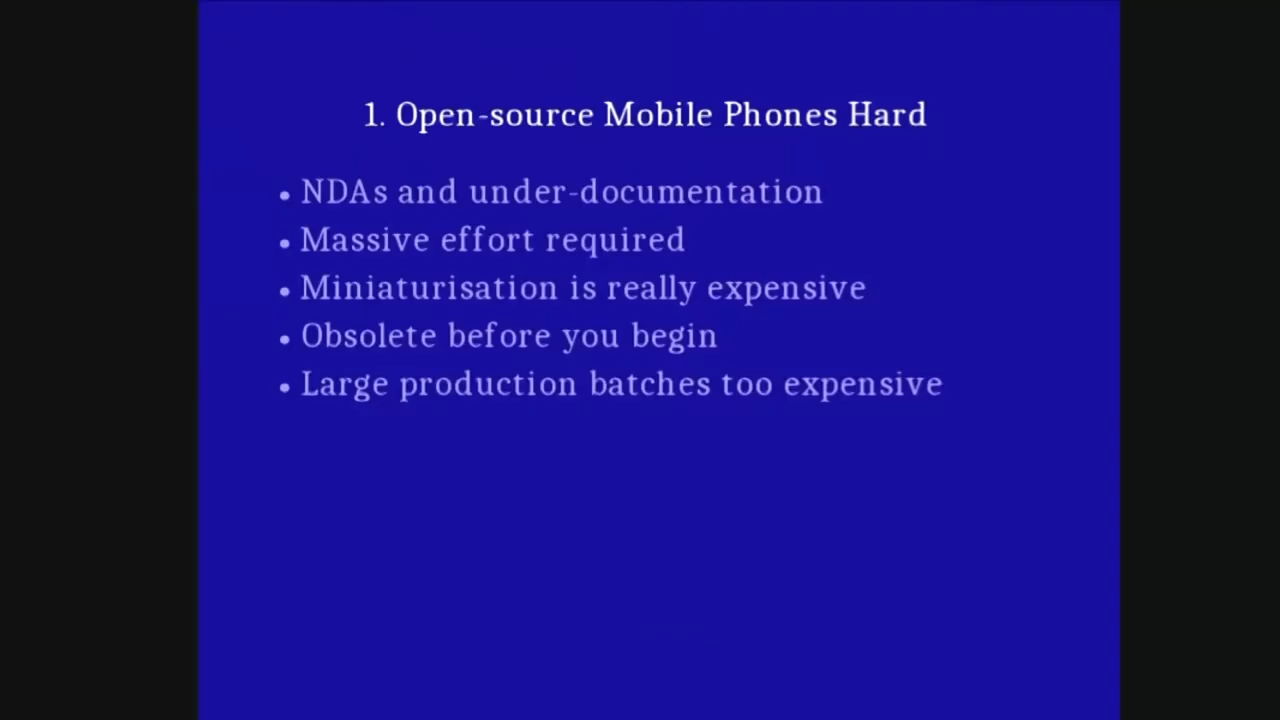 1. Open-source Mobile Phones Hard
• NDAs and under-documentation
• Massive effort required
• Miniaturisation is really expensive
• Obsolete before you begin
• Large production batches too expensive